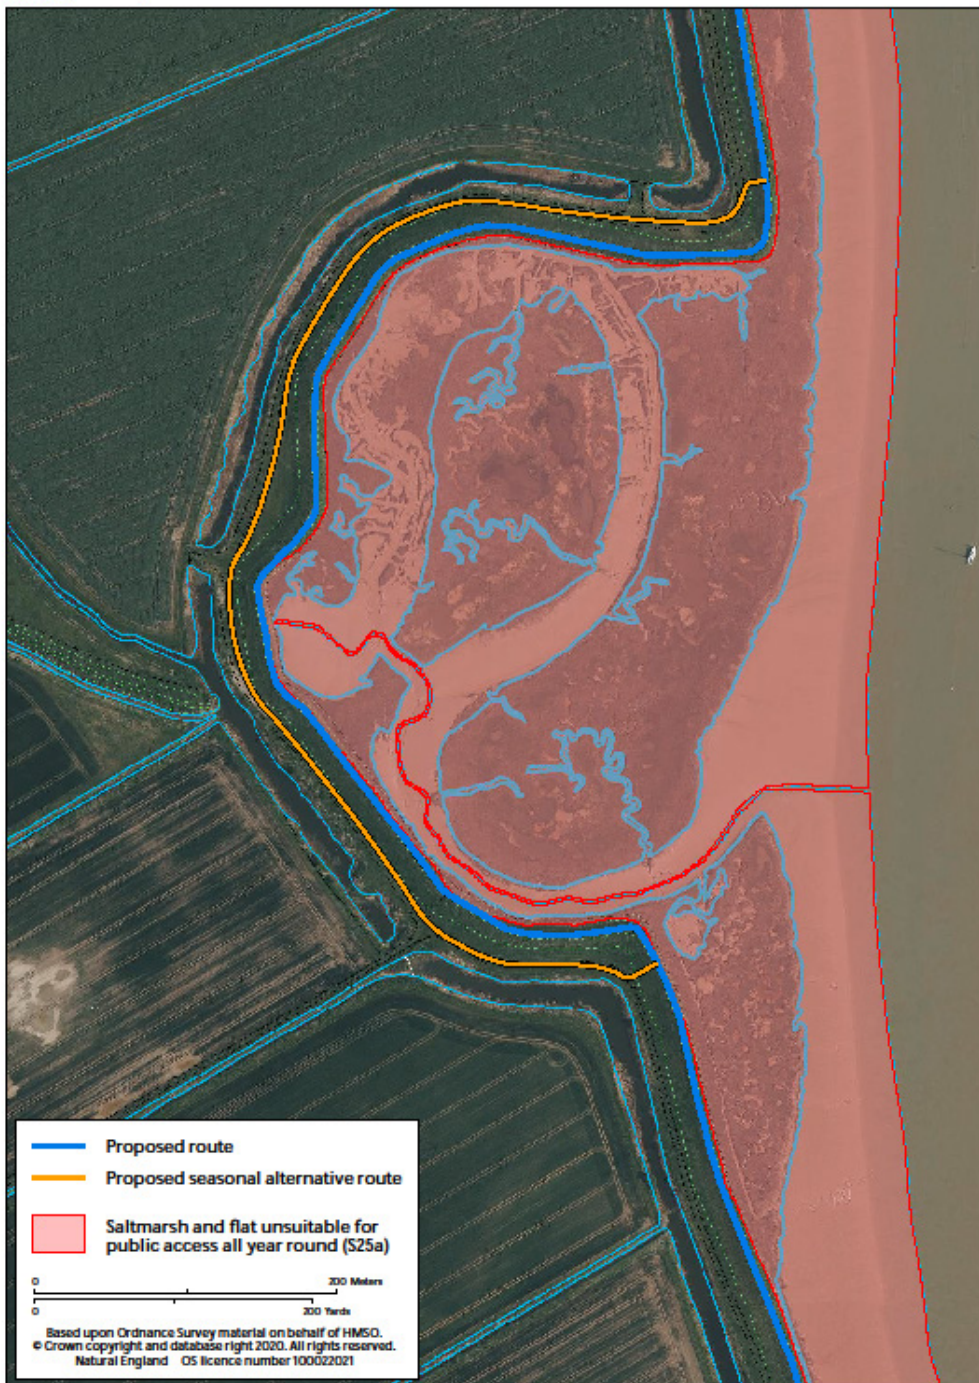 Proposed route
Proposed seasonal alternative route
Saltmarsh and flat unsuitable for
public access all year round (S25a)
0 200 Meters
0 200 Yards
Based upon Ordnance Survey material on behalf of HMSO.
© Crown copyright and database right 2020. All rights reserved.
Natural England OS licence number 100022021